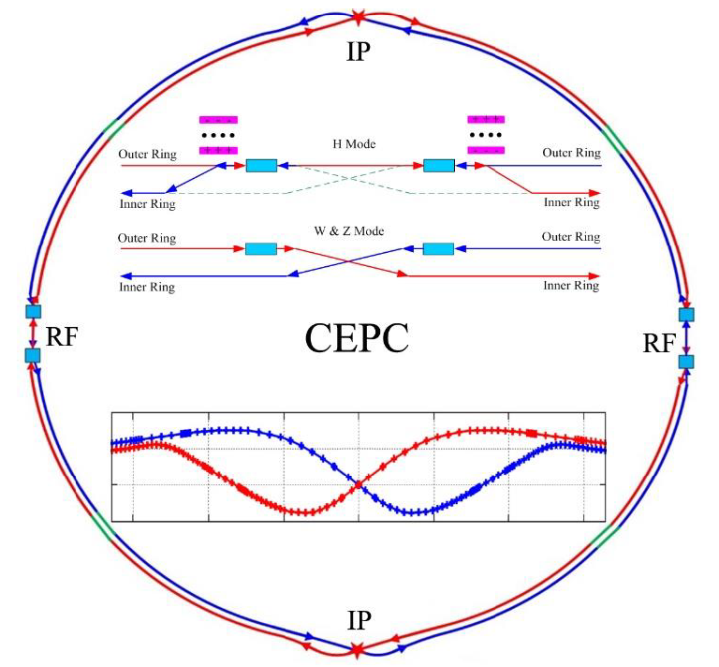 IP
H Mode
Outer Ring
Outer Ring
Inner Ring
Inner Ring
W & Z Mode
Outer Ring
Outer Ring
Inner Ring
Inner Ring
RF
CEPC
RF
IP